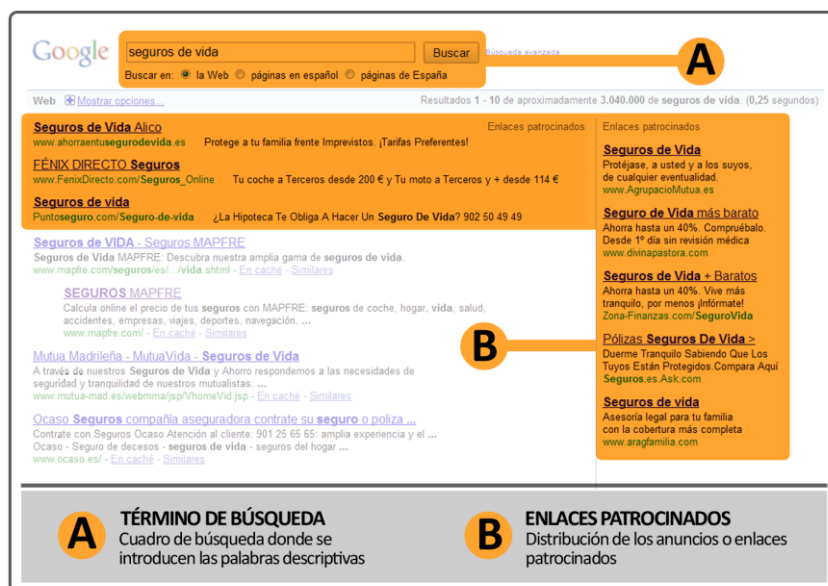 Google
seguros de vida
Buscar
Búsqueda avanzada
Buscar en: la Web páginas en español páginas de España
A
Web Mostrar opciones...
Resultados 1 - 10 de aproximadamente 3.040.000 de seguros de vida. (0,25 segundos)
Seguros de Vida Alico
Enlaces patrocinados
www.ahorraentusegurodevida.es Protege a tu familia frente Imprevistos. ¡Tarifas Preferentes!
FÉNIX DIRECTO Seguros
www.FenixDirecto.com/Seguros_Online Tu coche a Terceros desde 200 € y Tu moto a Terceros y + desde 114 €
Seguros de vida
Puntoseguro.com/Seguro-de-vida ¿La Hipoteca Te Obliga A Hacer Un Seguro De Vida? 902 50 49 49
Seguros de VIDA - Seguros MAPFRE
Seguros de Vida MAPFRE: Descubra nuestra amplia gama de seguros de vida.
www.mapfre.com/seguros/es/.../vida.shtml - En caché - Similares
SEGUROS MAPFRE
Calcula online el precio de tus seguros con MAPFRE: seguros de coche, hogar, vida, salud,
accidentes, empresas, viajes, deportes, navegación, ...
www.mapfre.com/ - En caché - Similares
Mutua Madrileña - MutuaVida - Seguros de Vida
A través de nuestros Seguros de Vida y Ahorro respondemos a las necesidades de
seguridad y tranquilidad de nuestros mutualistas. ...
www.mutua-mad.es/webmma/jsp/VhomeVid.jsp - En caché - Similares
Ocaso Seguros compañía aseguradora contrate su seguro o poliza ...
Contrate con Seguros Ocaso Atención al cliente: 901 25 65 65: amplia experiencia y el ...
Ocaso - Seguro de decesos - seguros de vida - seguros del hogar ...
www.ocaso.es/ - En caché - Similares
Enlaces patrocinados
Seguros de Vida
Protéjase, a usted y a los suyos,
de cualquier eventualidad.
www.AgrupacioMutua.es
Seguro de Vida más barato
Ahorra hasta un 40%. Compruébalo.
Desde 1º día sin revisión médica
www.divinapastora.com
Seguros de Vida + Baratos
Ahorra hasta un 40%. Vive más
tranquilo, por menos ¡Infórmate!
Zona-Finanzas.com/SeguroVida
Pólizas Seguros De Vida >
Duerme Tranquilo Sabiendo Que Los
Tuyos Están Protegidos.Compara Aquí
Seguros.es.Ask.com
Seguros de vida
Asesoría legal para tu familia
con la cobertura más completa
www.aragfamilia.com
B
A
TÉRMINO DE BÚSQUEDA
Cuadro de búsqueda donde se
introducen las palabras descriptivas
B
ENLACES PATROCINADOS
Distribución de los anuncios o enlaces
patrocinados